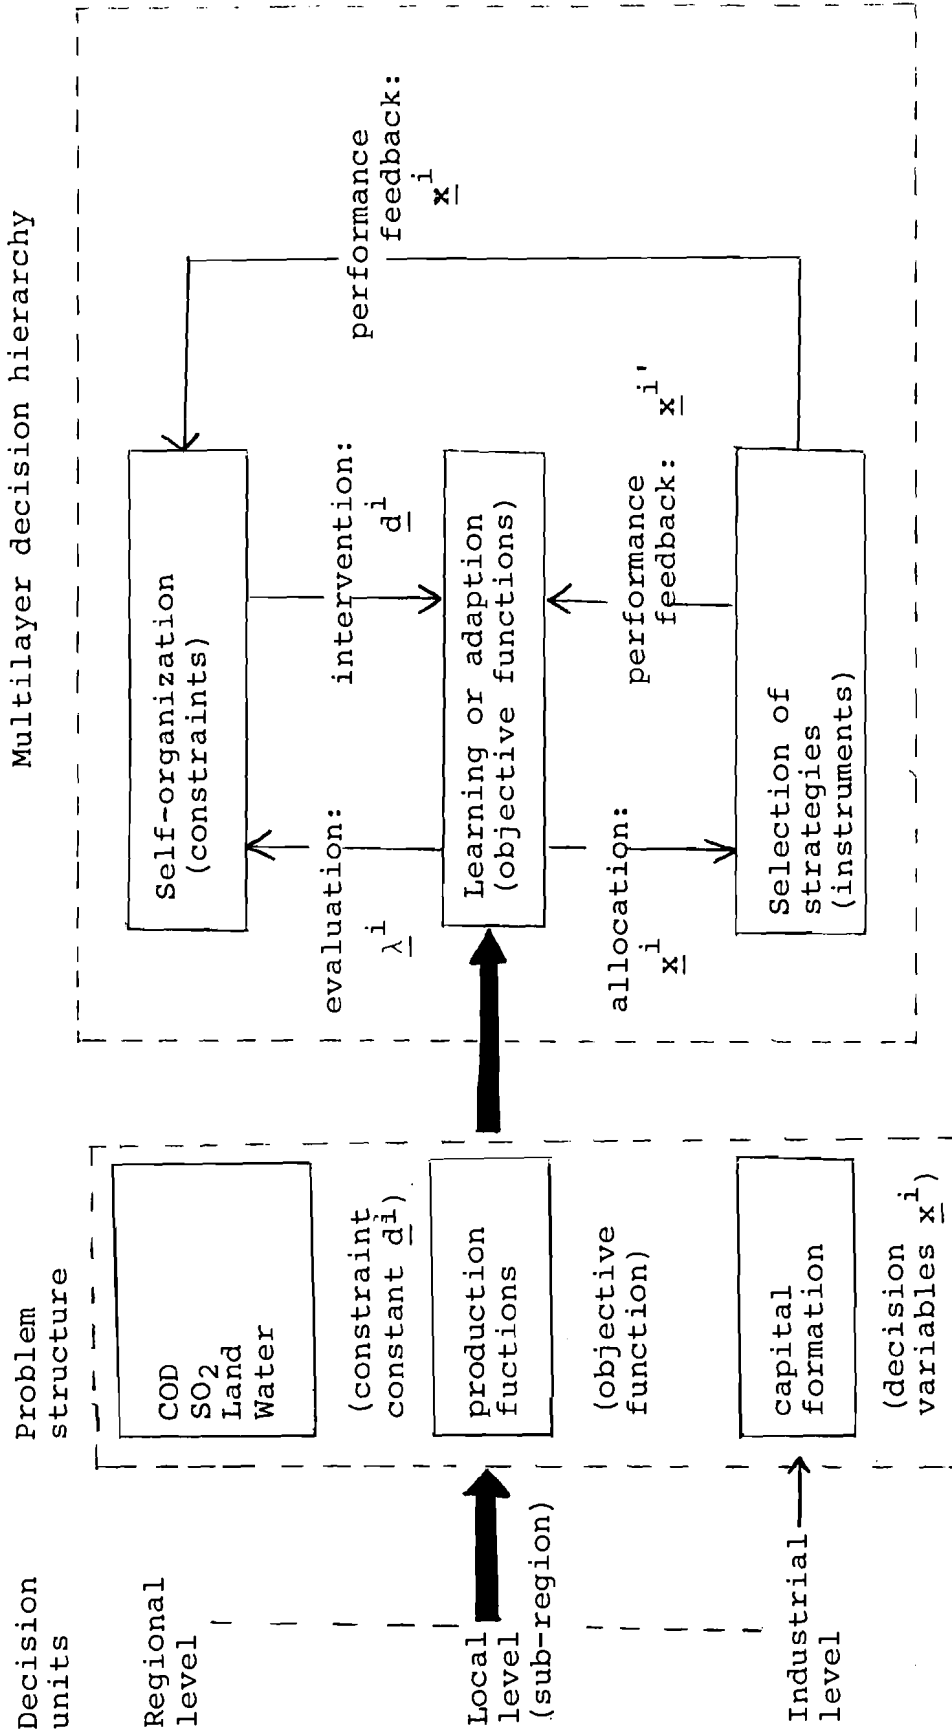 Decision
units
Problem
structure
Multilayer decision hierarchy
Regional
level
Local
level
(sub-region)
Industrial
level
COD
SO2
Land
Water
(constraint
constant d^i)
production
fuctions
(objective
function)
capital
formation
(decision
variables x^i)
Self-organization
(constraints)
evaluation:
λ^i
intervention:
d^i
Learning or adaption
(objective functions)
allocation:
x^i
performance
feedback:
x^i'
Selection of
strategies
(instruments)
performance
feedback:
x^i